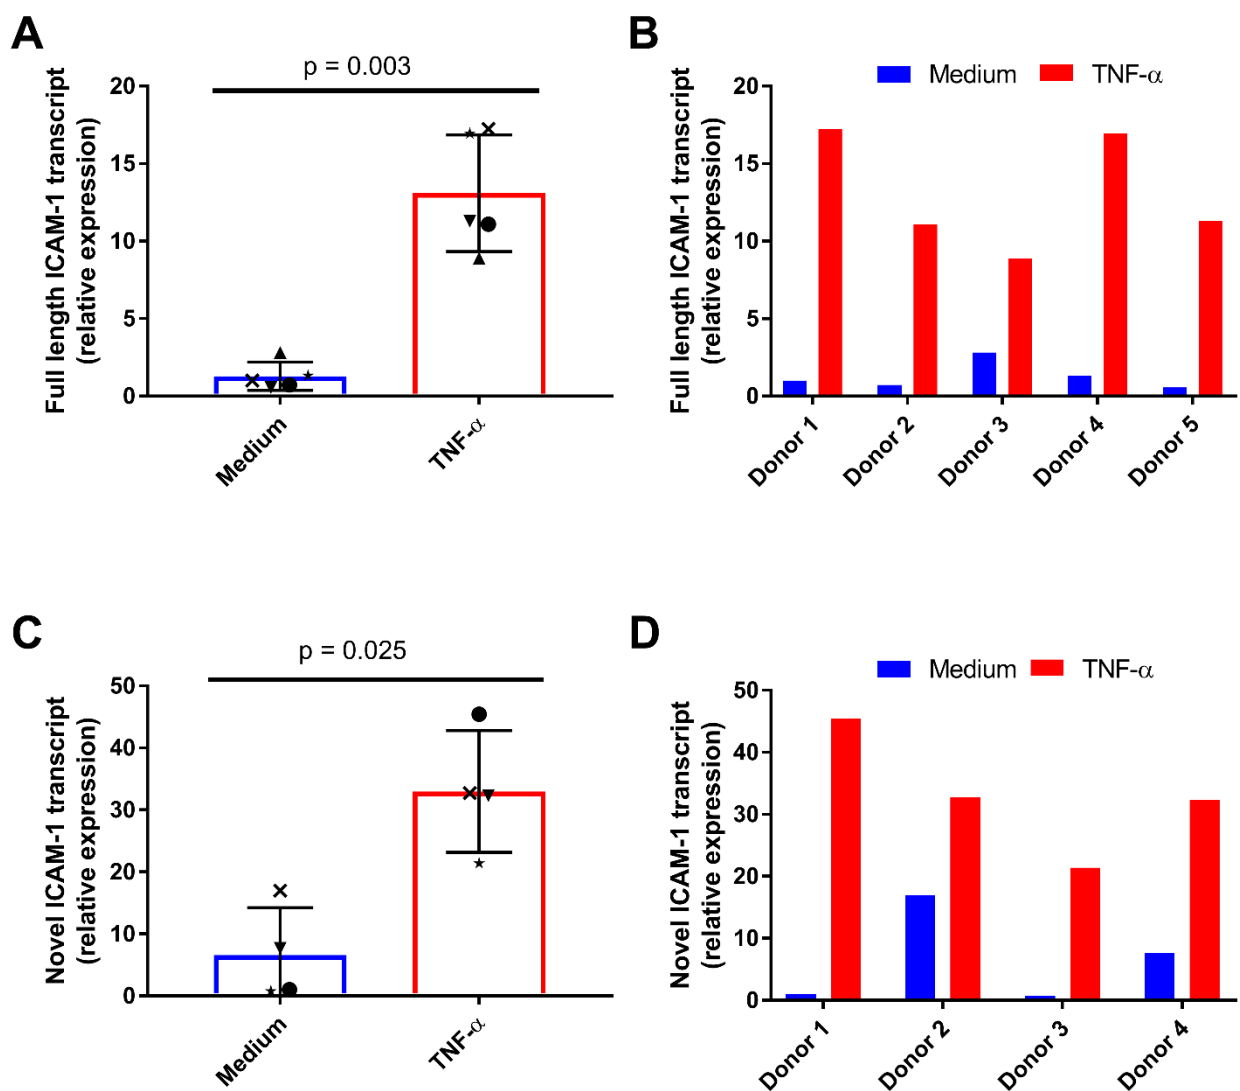 A
p = 0.003
Full length ICAM-1 transcript
(relative expression)
20
15
10
5
0
Medium
TNF-α
B
Medium
TNF-α
Full length ICAM-1 transcript
(relative expression)
20
15
10
5
0
Donor 1
Donor 2
Donor 3
Donor 4
Donor 5
C
p = 0.025
Novel ICAM-1 transcript
(relative expression)
50
40
30
20
10
0
Medium
TNF-α
D
Medium
TNF-α
Novel ICAM-1 transcript
(relative expression)
50
40
30
20
10
0
Donor 1
Donor 2
Donor 3
Donor 4